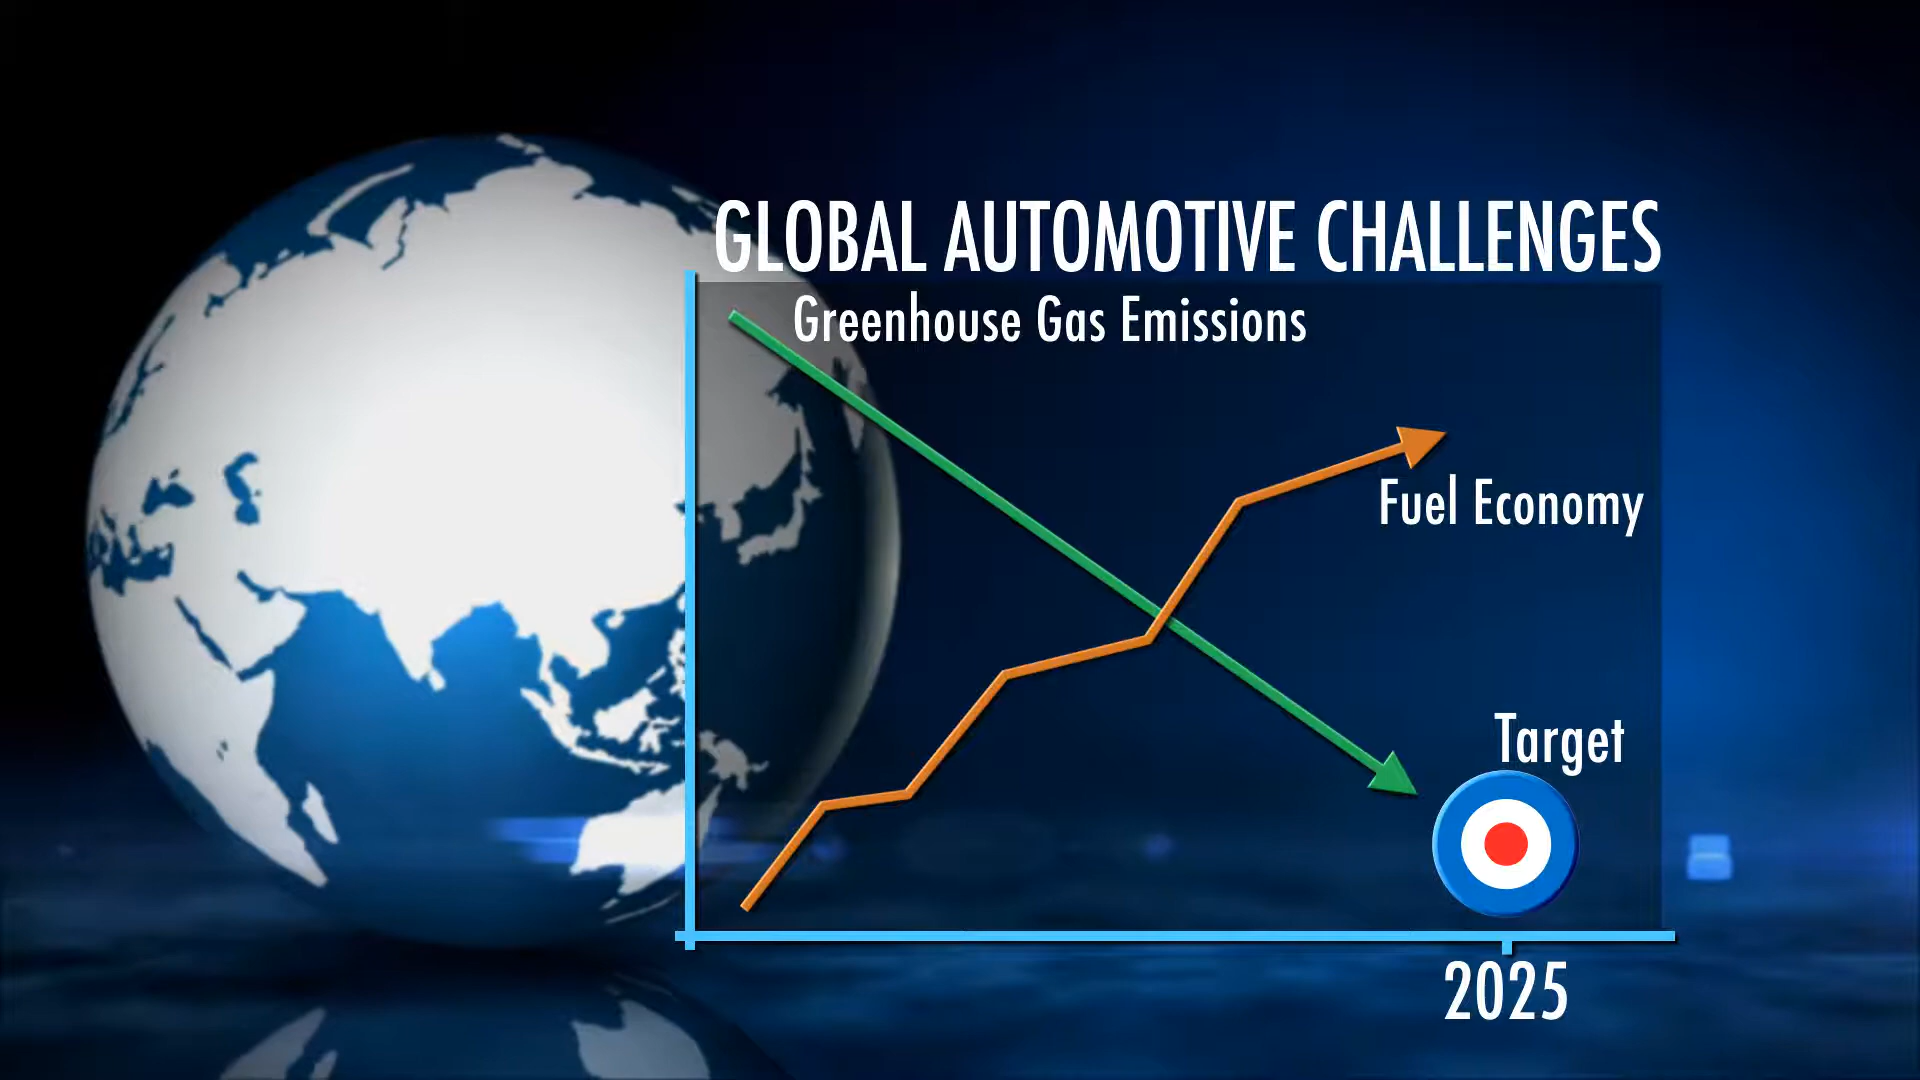 GLOBAL AUTOMOTIVE CHALLENGES
Greenhouse Gas Emissions
Fuel Economy
Target
2025